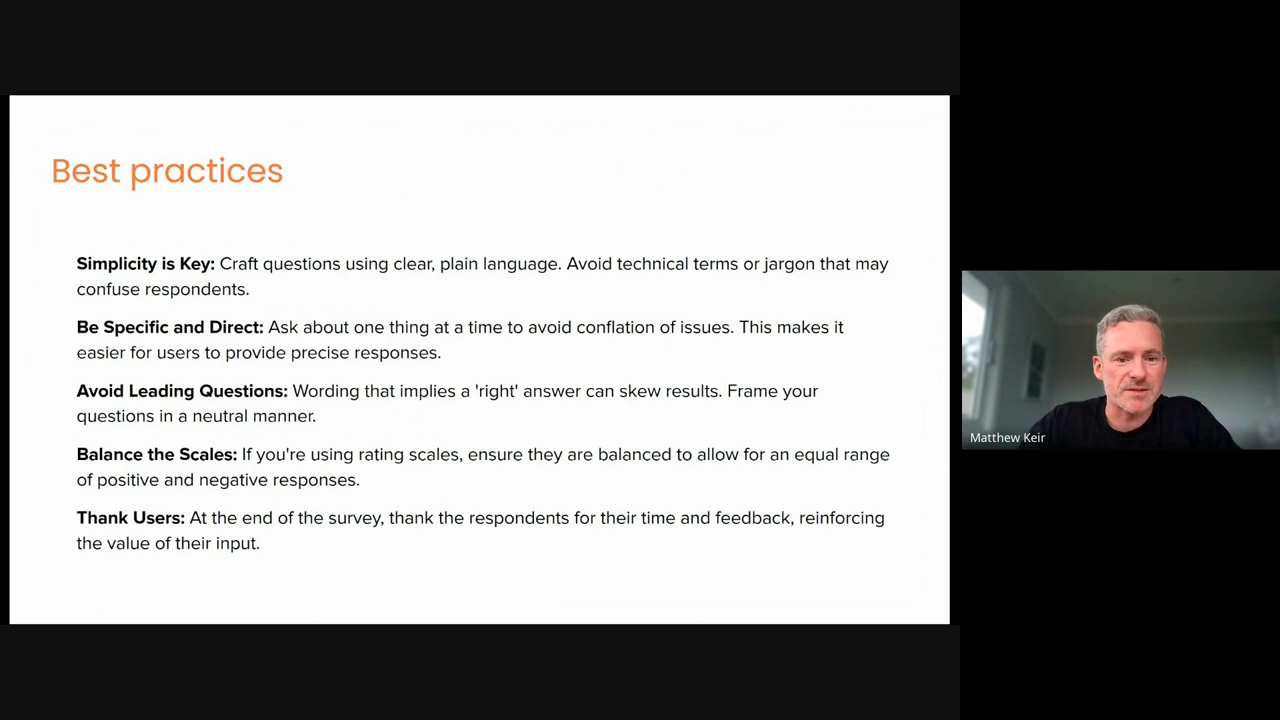 Best practices
Simplicity is Key: Craft questions using clear, plain language. Avoid technical terms or jargon that may
confuse respondents.
Be Specific and Direct: Ask about one thing at a time to avoid conflation of issues. This makes it
easier for users to provide precise responses.
Avoid Leading Questions: Wording that implies a 'right' answer can skew results. Frame your
questions in a neutral manner.
Balance the Scales: If you're using rating scales, ensure they are balanced to allow for an equal range
of positive and negative responses.
Thank Users: At the end of the survey, thank the respondents for their time and feedback, reinforcing
the value of their input.
Matthew Keir